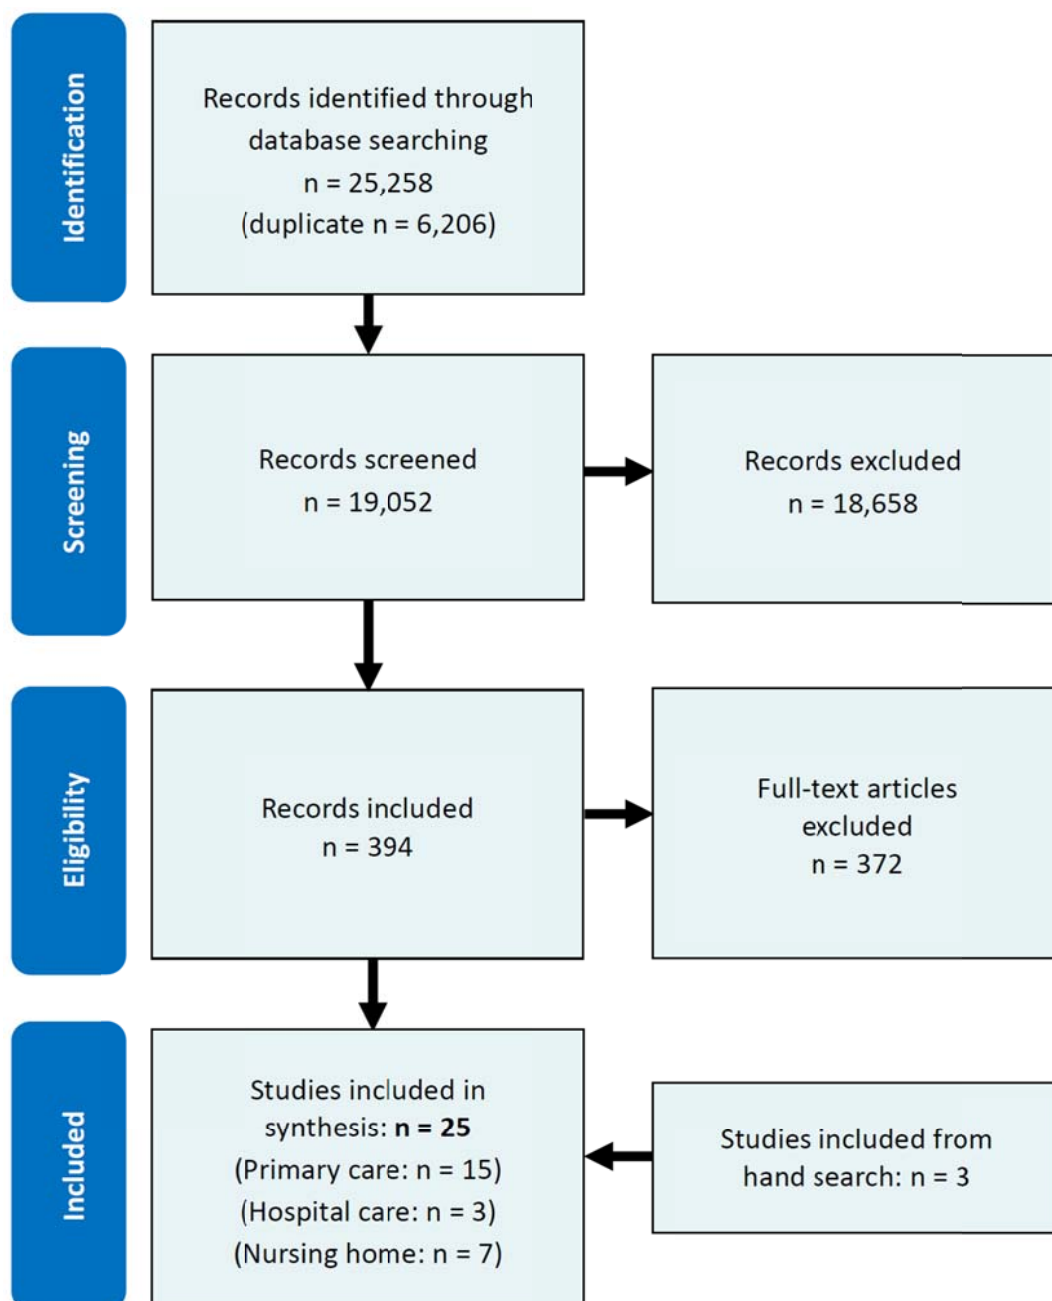 Identification
Records identified through
database searching
n = 25,258
(duplicate n = 6,206)
Screening
Records screened
n = 19,052
Records excluded
n = 18,658
Eligibility
Records included
n = 394
Full-text articles
excluded
n = 372
Included
Studies included in
synthesis: n = 25
(Primary care: n = 15)
(Hospital care: n = 3)
(Nursing home: n = 7)
Studies included from
hand search: n = 3